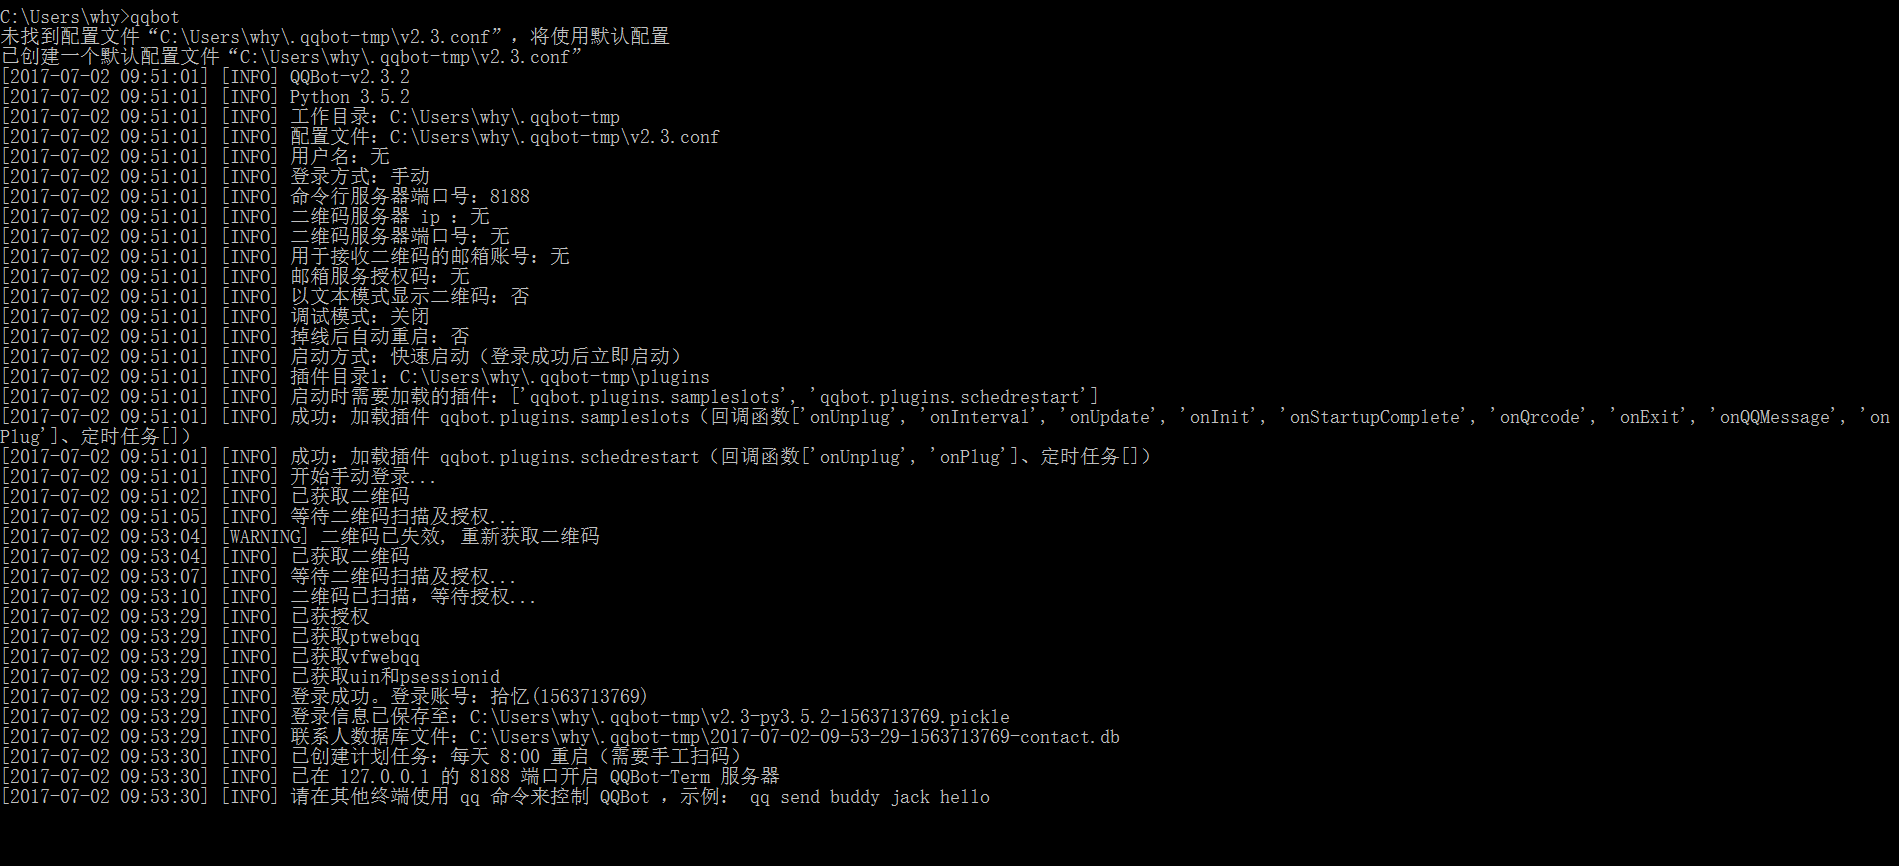 C:\Users\why>qqbot
未找到配置文件“C:\Users\why\.qqbot-tmp\v2.3.conf”，将使用默认配置
已创建一个默认配置文件“C:\Users\why\.qqbot-tmp\v2.3.conf”
[2017-07-02 09:51:01] [INFO] QQBot-v2.3.2
[2017-07-02 09:51:01] [INFO] Python 3.5.2
[2017-07-02 09:51:01] [INFO] 工作目录：C:\Users\why\.qqbot-tmp
[2017-07-02 09:51:01] [INFO] 配置文件：C:\Users\why\.qqbot-tmp\v2.3.conf
[2017-07-02 09:51:01] [INFO] 用户名：无
[2017-07-02 09:51:01] [INFO] 登录方式：手动
[2017-07-02 09:51:01] [INFO] 命令行服务器端口号：8188
[2017-07-02 09:51:01] [INFO] 二维码服务器 ip ：无
[2017-07-02 09:51:01] [INFO] 二维码服务器端口号：无
[2017-07-02 09:51:01] [INFO] 用于接收二维码的邮箱账号：无
[2017-07-02 09:51:01] [INFO] 邮箱服务授权码：无
[2017-07-02 09:51:01] [INFO] 以文本模式显示二维码：否
[2017-07-02 09:51:01] [INFO] 调试模式：关闭
[2017-07-02 09:51:01] [INFO] 掉线后自动重启：否
[2017-07-02 09:51:01] [INFO] 启动方式：快速启动（登录成功后立即启动）
[2017-07-02 09:51:01] [INFO] 插件目录1：C:\Users\why\.qqbot-tmp\plugins
[2017-07-02 09:51:01] [INFO] 启动时需要加载的插件：['qqbot.plugins.sampleslots', 'qqbot.plugins.schedrestart']
[2017-07-02 09:51:01] [INFO] 成功：加载插件 qqbot.plugins.sampleslots（回调函数['onUnplug', 'onInterval', 'onUpdate', 'onInit', 'onStartupComplete', 'onQrcode', 'onExit', 'onQQMessage', 'on
Plug']、定时任务[]）
[2017-07-02 09:51:01] [INFO] 成功：加载插件 qqbot.plugins.schedrestart（回调函数['onUnplug', 'onPlug']、定时任务[]）
[2017-07-02 09:51:01] [INFO] 开始手动登录...
[2017-07-02 09:51:02] [INFO] 已获取二维码
[2017-07-02 09:51:05] [INFO] 等待二维码扫描及授权...
[2017-07-02 09:53:04] [WARNING] 二维码已失效, 重新获取二维码
[2017-07-02 09:53:04] [INFO] 已获取二维码
[2017-07-02 09:53:07] [INFO] 等待二维码扫描及授权...
[2017-07-02 09:53:10] [INFO] 二维码已扫描，等待授权...
[2017-07-02 09:53:29] [INFO] 已获授权
[2017-07-02 09:53:29] [INFO] 已获取ptwebqq
[2017-07-02 09:53:29] [INFO] 已获取vfwebqq
[2017-07-02 09:53:29] [INFO] 已获取uin和psessionid
[2017-07-02 09:53:29] [INFO] 登录成功。登录账号：拾忆(1563713769)
[2017-07-02 09:53:29] [INFO] 登录信息已保存至：C:\Users\why\.qqbot-tmp\v2.3-py3.5.2-1563713769.pickle
[2017-07-02 09:53:29] [INFO] 联系人数据库文件：C:\Users\why\.qqbot-tmp\2017-07-02-09-53-29-1563713769-contact.db
[2017-07-02 09:53:30] [INFO] 已创建计划任务：每天 8:00 重启（需要手工扫码）
[2017-07-02 09:53:30] [INFO] 已在 127.0.0.1 的 8188 端口开启 QQBot-Term 服务器
[2017-07-02 09:53:30] [INFO] 请在其他终端使用 qq 命令来控制 QQBot ，示例： qq send buddy jack hello